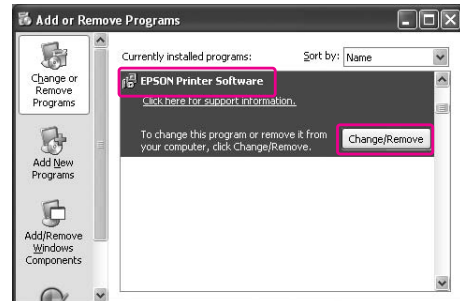 Add or Remove Programs
Change or
Remove
Programs
Add New
Programs
Add/Remove
Windows
Components
Currently installed programs:
Sort by:
Name
EPSON Printer Software
Click here for support information.
To change this program or remove it from
your computer, click Change/Remove.
Change/Remove